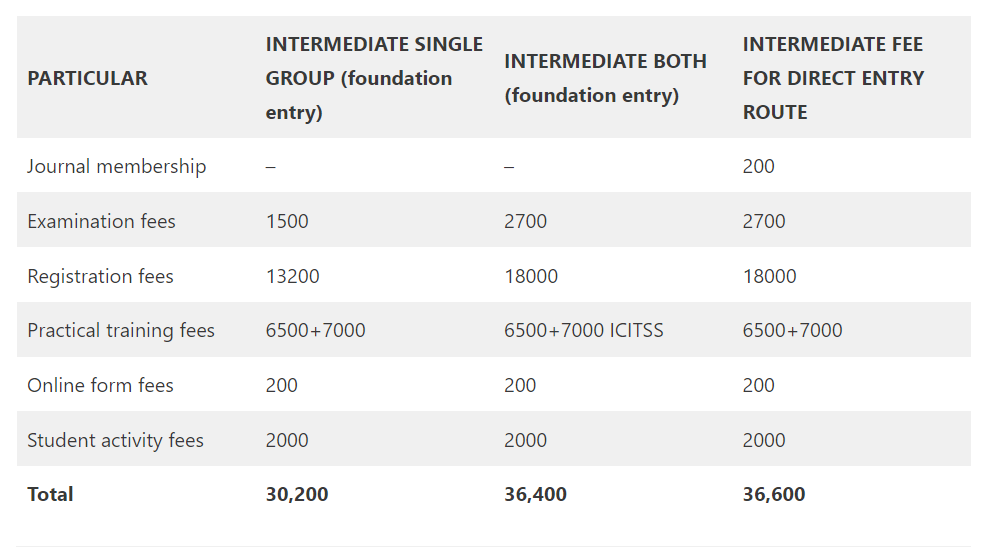 PARTICULAR
INTERMEDIATE SINGLE
GROUP (foundation
entry)
INTERMEDIATE BOTH
(foundation entry)
INTERMEDIATE FEE
FOR DIRECT ENTRY
ROUTE
Journal membership – – 200
Examination fees 1500 2700 2700
Registration fees 13200 18000 18000
Practical training fees 6500+7000 6500+7000 ICITSS 6500+7000
Online form fees 200 200 200
Student activity fees 2000 2000 2000
Total 30,200 36,400 36,600